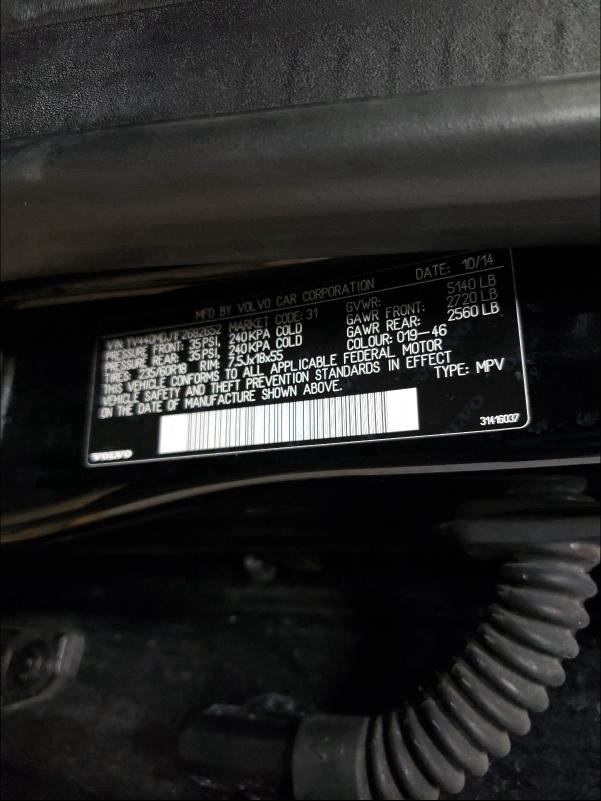 MFD BY VOLVO CAR CORPORATION DATE: 10/14
MARKET CODE: 31 GVWR: 5140 LB
PRESSURE FRONT: 35PSI, 240KPA COLD GAWR FRONT: 2720 LB
PRESSURE REAR: 35PSI, 240KPA COLD GAWR REAR: 2560 LB
TIRES: 235/60R18 RIM: 7,5Jx18x55 COLOUR: 019-46
THIS VEHICLE CONFORMS TO ALL APPLICABLE FEDERAL MOTOR
VEHICLE SAFETY AND THEFT PREVENTION STANDARDS IN EFFECT
ON THE DATE OF MANUFACTURE SHOWN ABOVE. TYPE: MPV
VOLVO 31416037